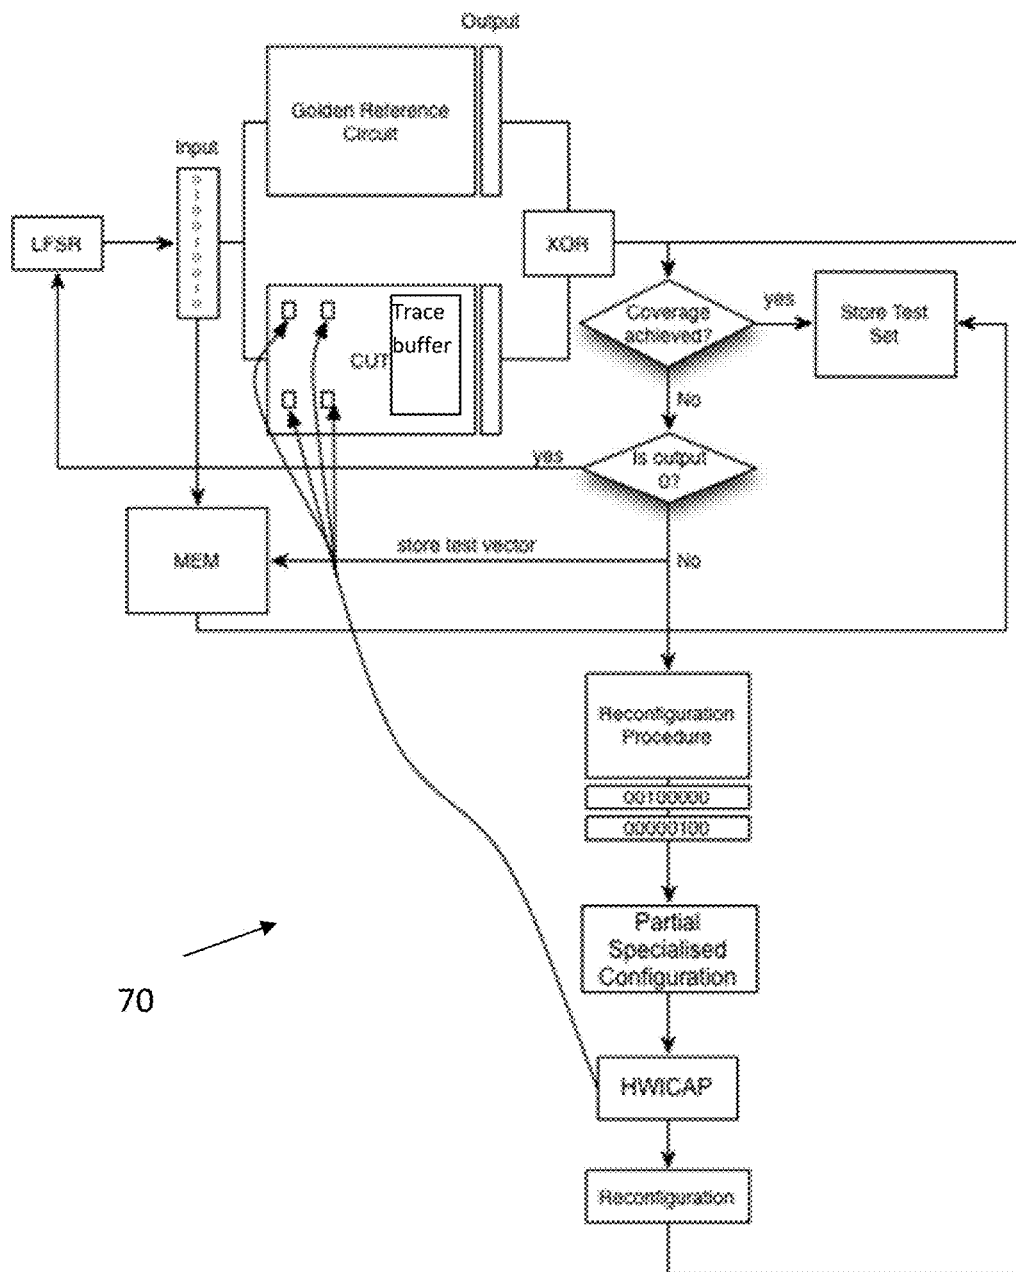 Output
Golden Reference
Circuit
Input
LFSR
XOR
Trace
buffer
CUT
Coverage
achieved?
yes
Store Test
Set
No
yes
Is output
0?
MEM
store test vector
No
Reconfiguration
Procedure
00100000
00000100
Partial
Specialised
Configuration
70
HWICAP
Reconfiguration